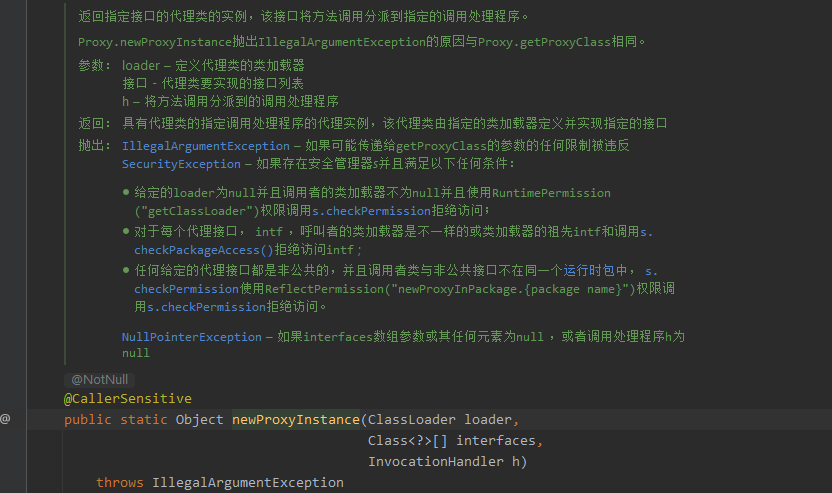 返回指定接口的代理类的实例，该接口将方法调用分派到指定的调用处理程序。
Proxy.newProxyInstance抛出IllegalArgumentException的原因与Proxy.getProxyClass相同。
参数: loader – 定义代理类的类加载器
接口 - 代理类要实现的接口列表
h – 将方法调用分派到的调用处理程序
返回: 具有代理类的指定调用处理程序的代理实例，该代理类由指定的类加载器定义并实现指定的接口
抛出: IllegalArgumentException – 如果可能传递给getProxyClass的参数的任何限制被违反
SecurityException – 如果存在安全管理器s并且满足以下任何条件:
● 给定的loader为null并且调用者的类加载器不为null并且使用RuntimePermission
("getClassLoader")权限调用s.checkPermission拒绝访问;
● 对于每个代理接口， intf ，呼叫者的类加载器是不一样的或类加载器的祖先intf和调用s.
checkPackageAccess()拒绝访问intf ;
● 任何给定的代理接口都是非公共的，并且调用者类与非公共接口不在同一个运行时包中， s.
checkPermission使用ReflectPermission("newProxyInPackage.{package name}")权限调
用s.checkPermission拒绝访问。
NullPointerException – 如果interfaces数组参数或其任何元素为null ，或者调用处理程序h为
null
@NotNull
@CallerSensitive
@ public static Object newProxyInstance(ClassLoader loader,
Class<?>[] interfaces,
InvocationHandler h)
throws IllegalArgumentException